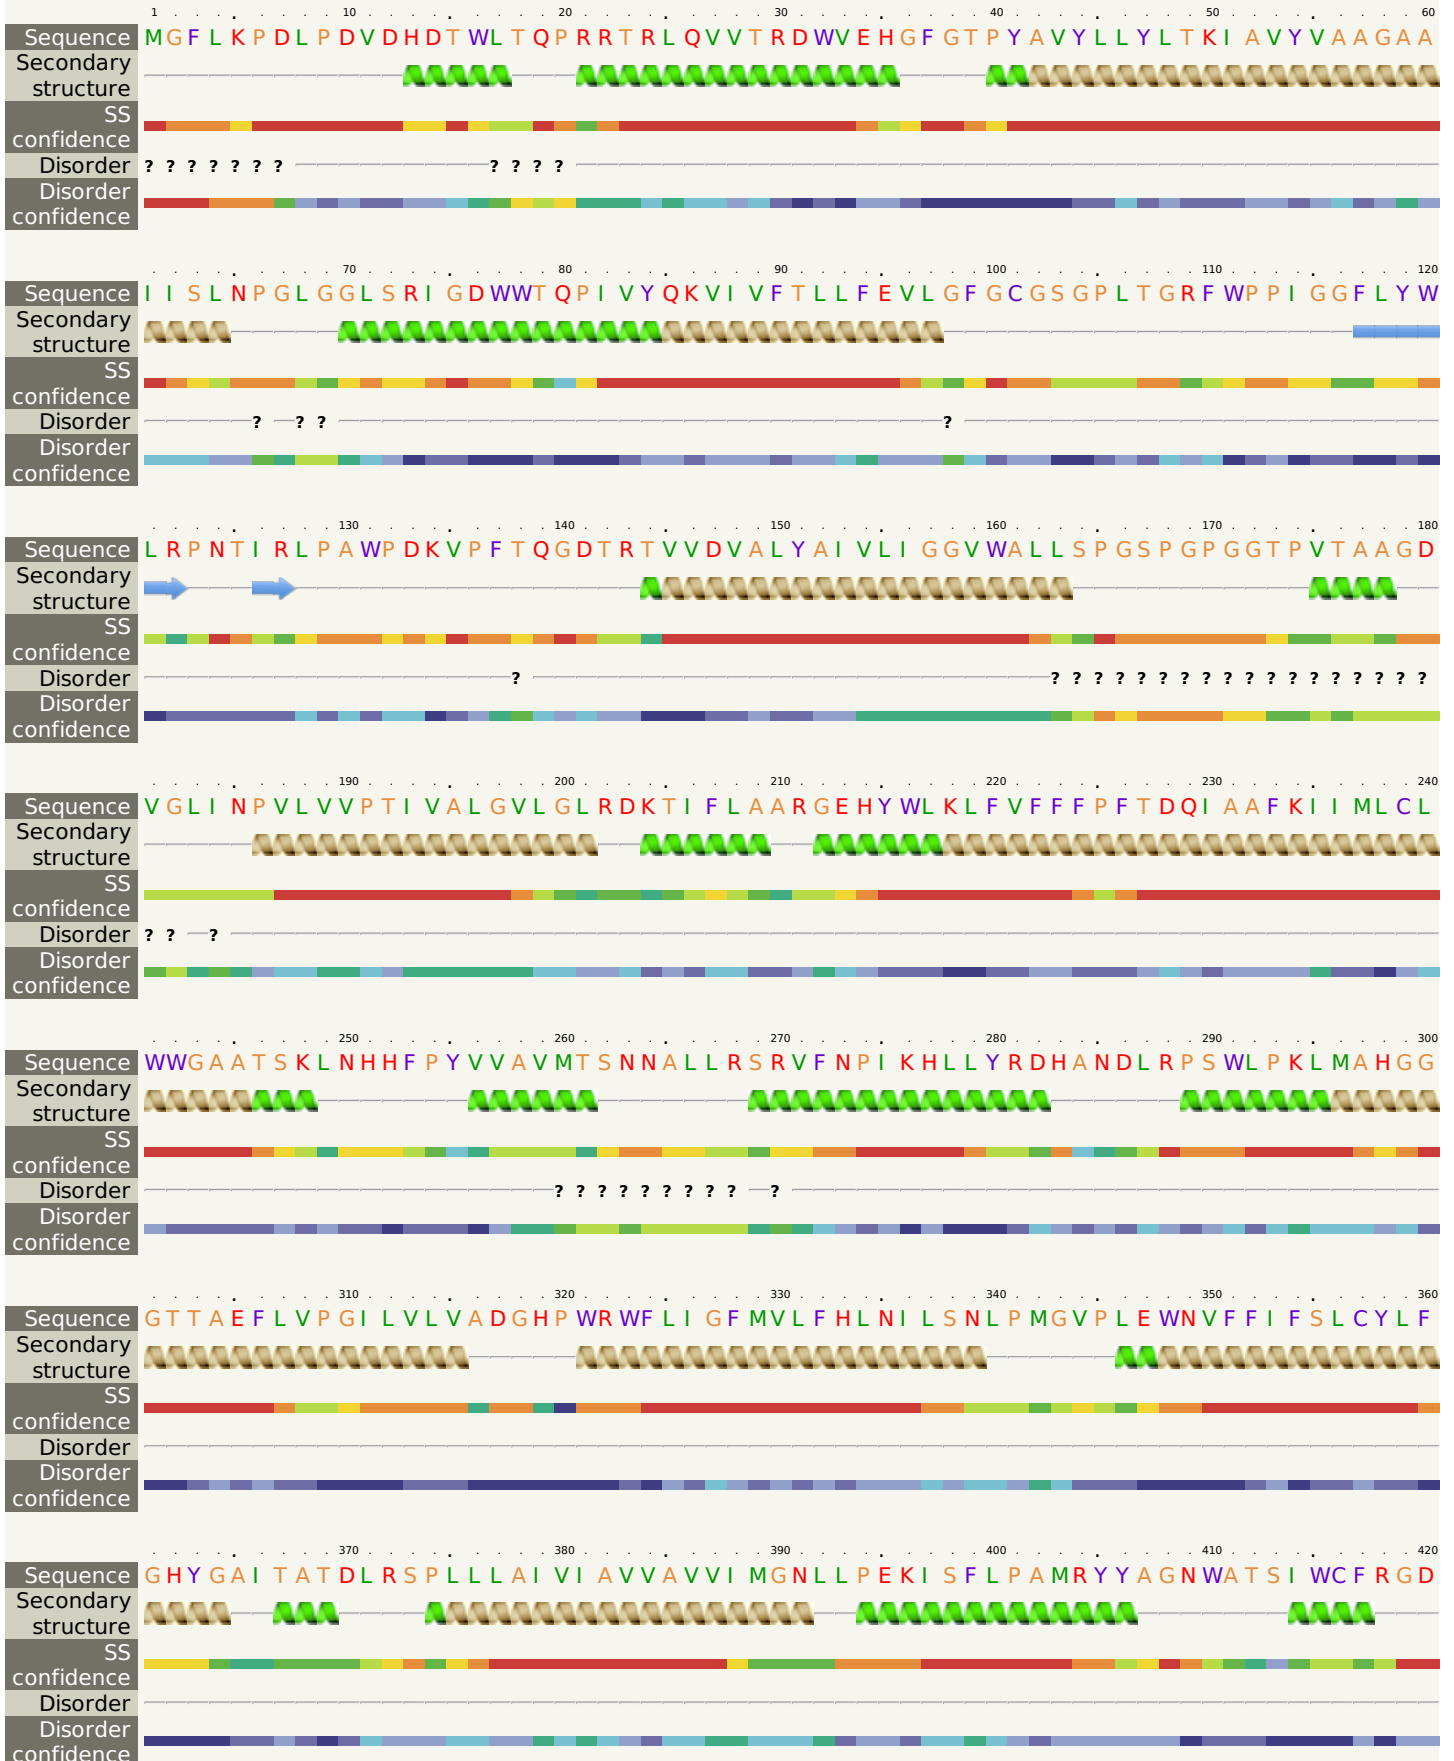 1 10 20 30 40 50 60
Sequence MGFLKPDLPDVDHDTWLTQPRRTRLQVVTRDWVEHGFGTPYAVYLLYLTKIAVYVAAGAA
Secondary
structure
SS
confidence
Disorder ? ? ? ? ? ? ? ? ? ? ?
Disorder
confidence
70 80 90 100 110 120
Sequence IISLNPGLGGLSRIGDWWTQPIVYQKVIVFTLLFEVLGFGCGSGPLTGRFWPPIGGFLYW
Secondary
structure
SS
confidence
Disorder ? ? ? ?
Disorder
confidence
130 140 150 160 170 180
Sequence LRPNTIRLPAWPDKVPFTQGDTRTVVDVALYAIVLIGGVWALLSPGSPGPGGTPVTAAGD
Secondary
structure
SS
confidence
Disorder ? ? ? ? ? ? ? ? ? ? ? ? ? ? ? ? ? ? ?
Disorder
confidence
190 200 210 220 230 240
Sequence VGLINPVLVVPTIVALGVLGLRDKTIFLAARGEHYWLKLFVFFFPFTDQIAAFKIIMLCL
Secondary
structure
SS
confidence
Disorder ? ? ?
Disorder
confidence
250 260 270 280 290 300
Sequence WWGAATSKLNHHFPYVVAVMTSNNALLRSRVFNPIKHLLYRDHANDLRPSWLPKLMAHGG
Secondary
structure
SS
confidence
Disorder ? ? ? ? ? ? ? ? ? ?
Disorder
confidence
310 320 330 340 350 360
Sequence GTTAEFLVPGILVLVADGHPWRWFLIGFMVLFHLNILSNLPMGVPLEWNVFFIFSLCYLF
Secondary
structure
SS
confidence
Disorder
Disorder
confidence
370 380 390 400 410 420
Sequence GHYGAITATDLRSPLLLAIVIAVVAVVIMGNLLPEKISFLPAMRYYAGNWATSIWCFRGD
Secondary
structure
SS
confidence
Disorder
Disorder
confidence